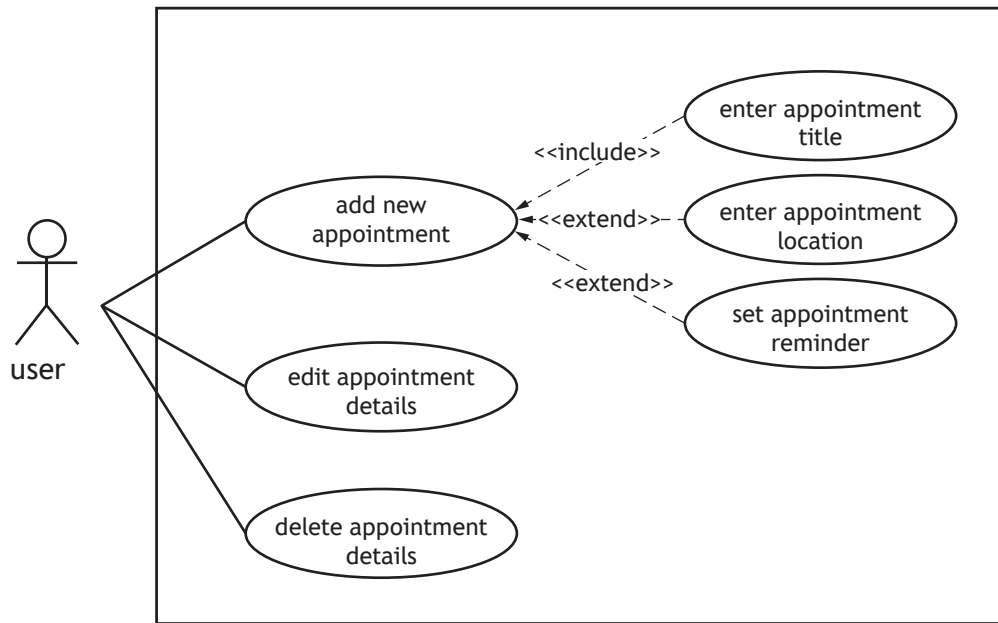 enter appointment
title
<<include>>
add new
appointment
<<extend>>
enter appointment
location
<<extend>>
set appointment
reminder
user
edit appointment
details
delete appointment
details